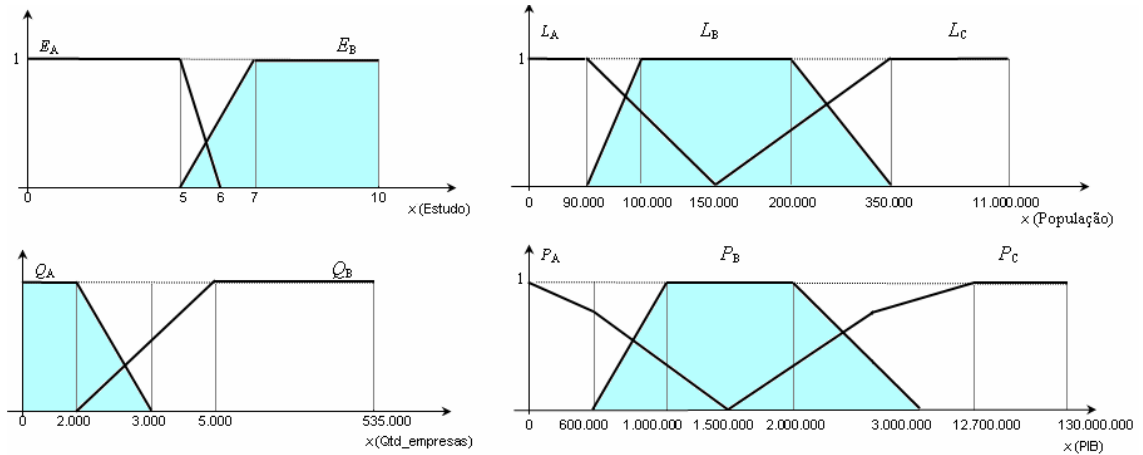 E_A E_B
1
0 5 6 7 10
x (Estudo)
L_A L_B L_C
1
0 90.000 100.000 150.000 200.000 350.000 11.000.000
x (População)
Q_A Q_B
1
0 2.000 3.000 5.000 535.000
x (Qtd_empresas)
P_A P_B P_C
1
0 600.000 1.000.000 1.500.000 2.000.000 3.000.000 12.700.000 130.000.000
x (PIB)